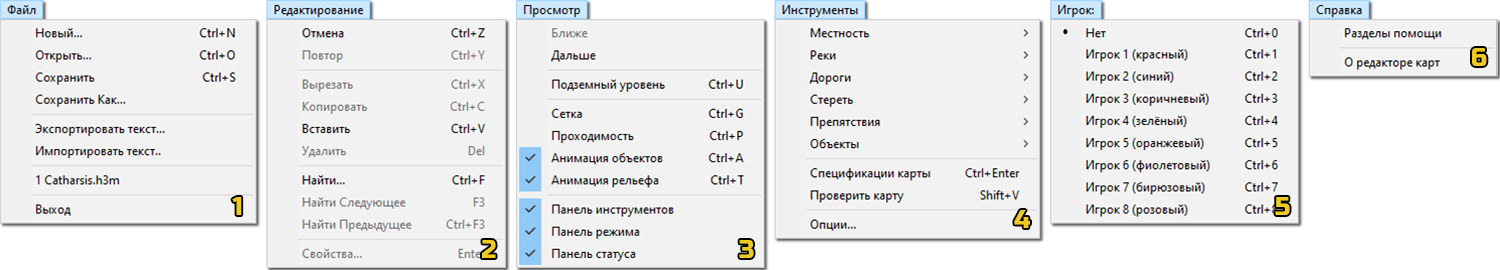 Файл
Новый... Ctrl+N
Открыть... Ctrl+O
Сохранить Ctrl+S
Сохранить Как...
Экспортировать текст...
Импортировать текст..
1 Catharsis.h3m
Выход
1
Редактирование
Отмена Ctrl+Z
Повтор Ctrl+Y
Вырезать Ctrl+X
Копировать Ctrl+C
Вставить Ctrl+V
Удалить Del
Найти... Ctrl+F
Найти Следующее F3
Найти Предыдущее Ctrl+F3
Свойства... Ente
2
Просмотр
Ближе
Дальше
Подземный уровень Ctrl+U
Сетка Ctrl+G
Проходимость Ctrl+P
Анимация объектов Ctrl+A
Анимация рельефа Ctrl+T
Панель инструментов
Панель режима
Панель статуса
3
Инструменты
Местность
Реки
Дороги
Стереть
Препятствия
Объекты
Спецификации карты Ctrl+Enter
Проверить карту Shift+V
Опции...
4
Игрок:
Нет Ctrl+0
Игрок 1 (красный) Ctrl+1
Игрок 2 (синий) Ctrl+2
Игрок 3 (коричневый) Ctrl+3
Игрок 4 (зелёный) Ctrl+4
Игрок 5 (оранжевый) Ctrl+5
Игрок 6 (фиолетовый) Ctrl+6
Игрок 7 (бирюзовый) Ctrl+7
Игрок 8 (розовый) Ctrl+8
5
Справка
Разделы помощи
О редакторе карт
6